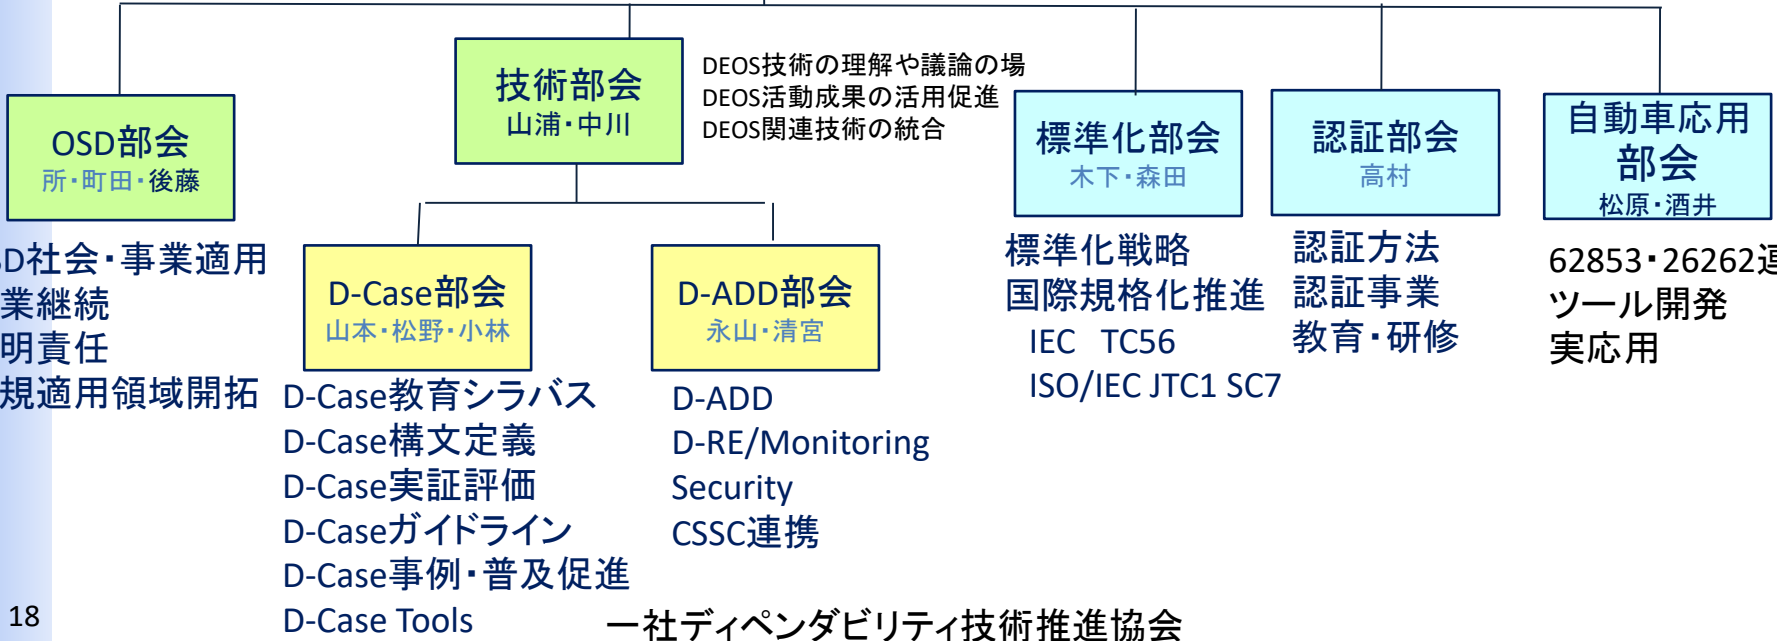 技術部会
山浦・中川
DEOS技術の理解や議論の場
DEOS活動成果の活用促進
DEOS関連技術の統合
OSD部会
所・町田・後藤
標準化部会
木下・森田
認証部会
高村
自動車応用
部会
松原・酒井
D社会・事業適用
業継続
明責任
規適用領域開拓
D-Case部会
山本・松野・小林
D-ADD部会
永山・清宮
標準化戦略
国際規格化推進
IEC TC56
ISO/IEC JTC1 SC7
認証方法
認証事業
教育・研修
62853・26262連
ツール開発
実応用
D-Case教育シラバス
D-Case構文定義
D-Case実証評価
D-Caseガイドライン
D-Case事例・普及促進
D-Case Tools
D-ADD
D-RE/Monitoring
Security
CSSC連携
18
一社ディペンダビリティ技術推進協会